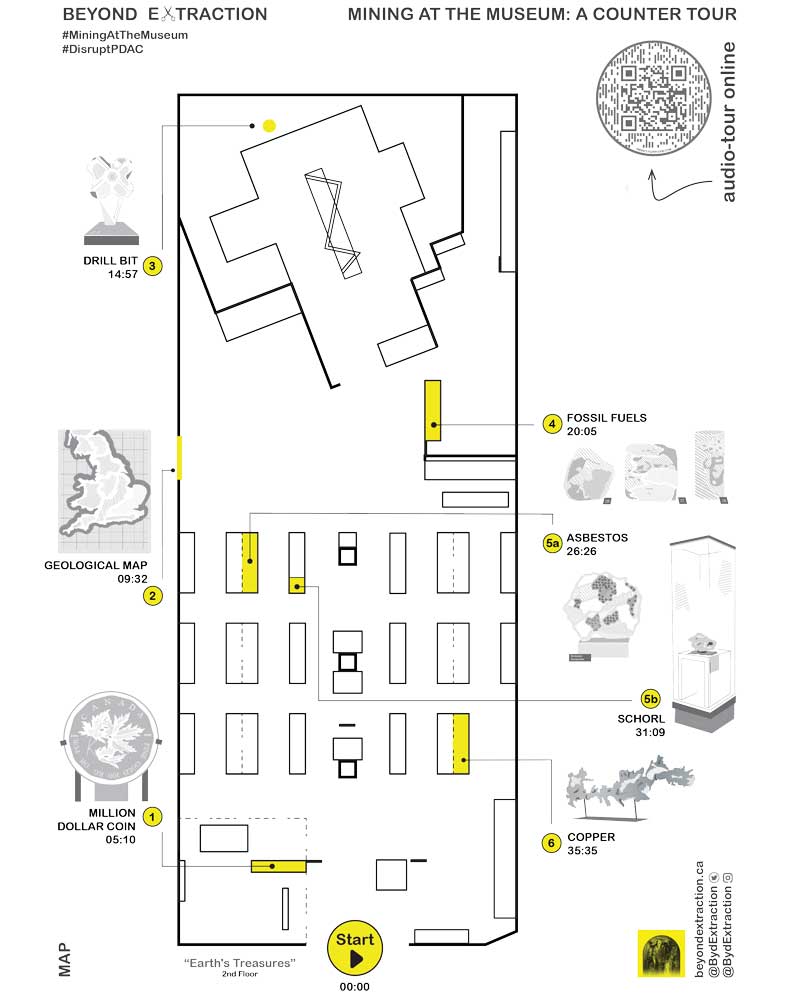 BEYOND EXTRACTION
MINING AT THE MUSEUM: A COUNTER TOUR
#MiningAtTheMuseum
#DisruptPDAC
audio-tour online
DRILL BIT
14:57
3
4
FOSSIL FUELS
20:05
GEOLOGICAL MAP
09:32
2
5a
ASBESTOS
26:26
5b
SCHORL
31:09
CANADA
MILLION
DOLLAR COIN
05:10
1
6
COPPER
35:35
MAP
"Earth's Treasures"
2nd Floor
Start
00:00
beyondextraction.ca
@BydExtraction
@BydExtraction